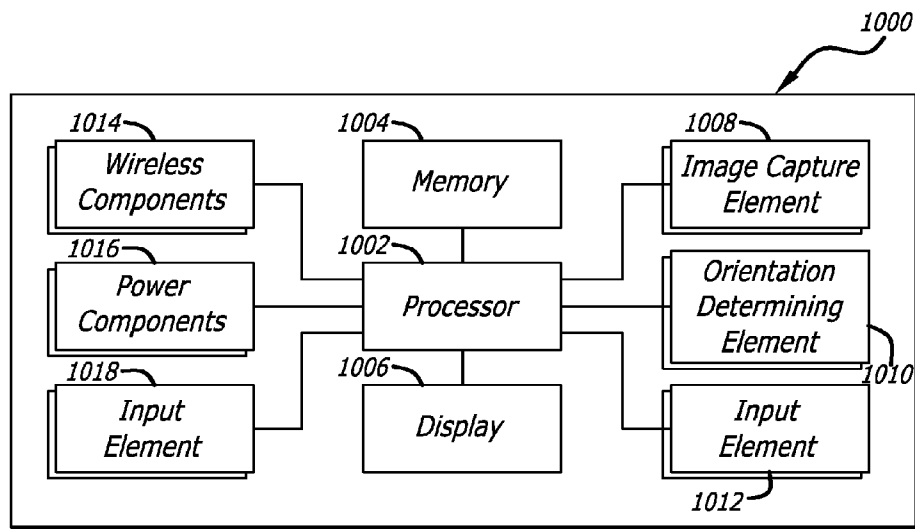 1000
1014
Wireless
Components
1004
Memory
1008
Image Capture
Element
1016
Power
Components
1002
Processor
Orientation
Determining
Element
1010
1018
Input
Element
1006
Display
Input
Element
1012